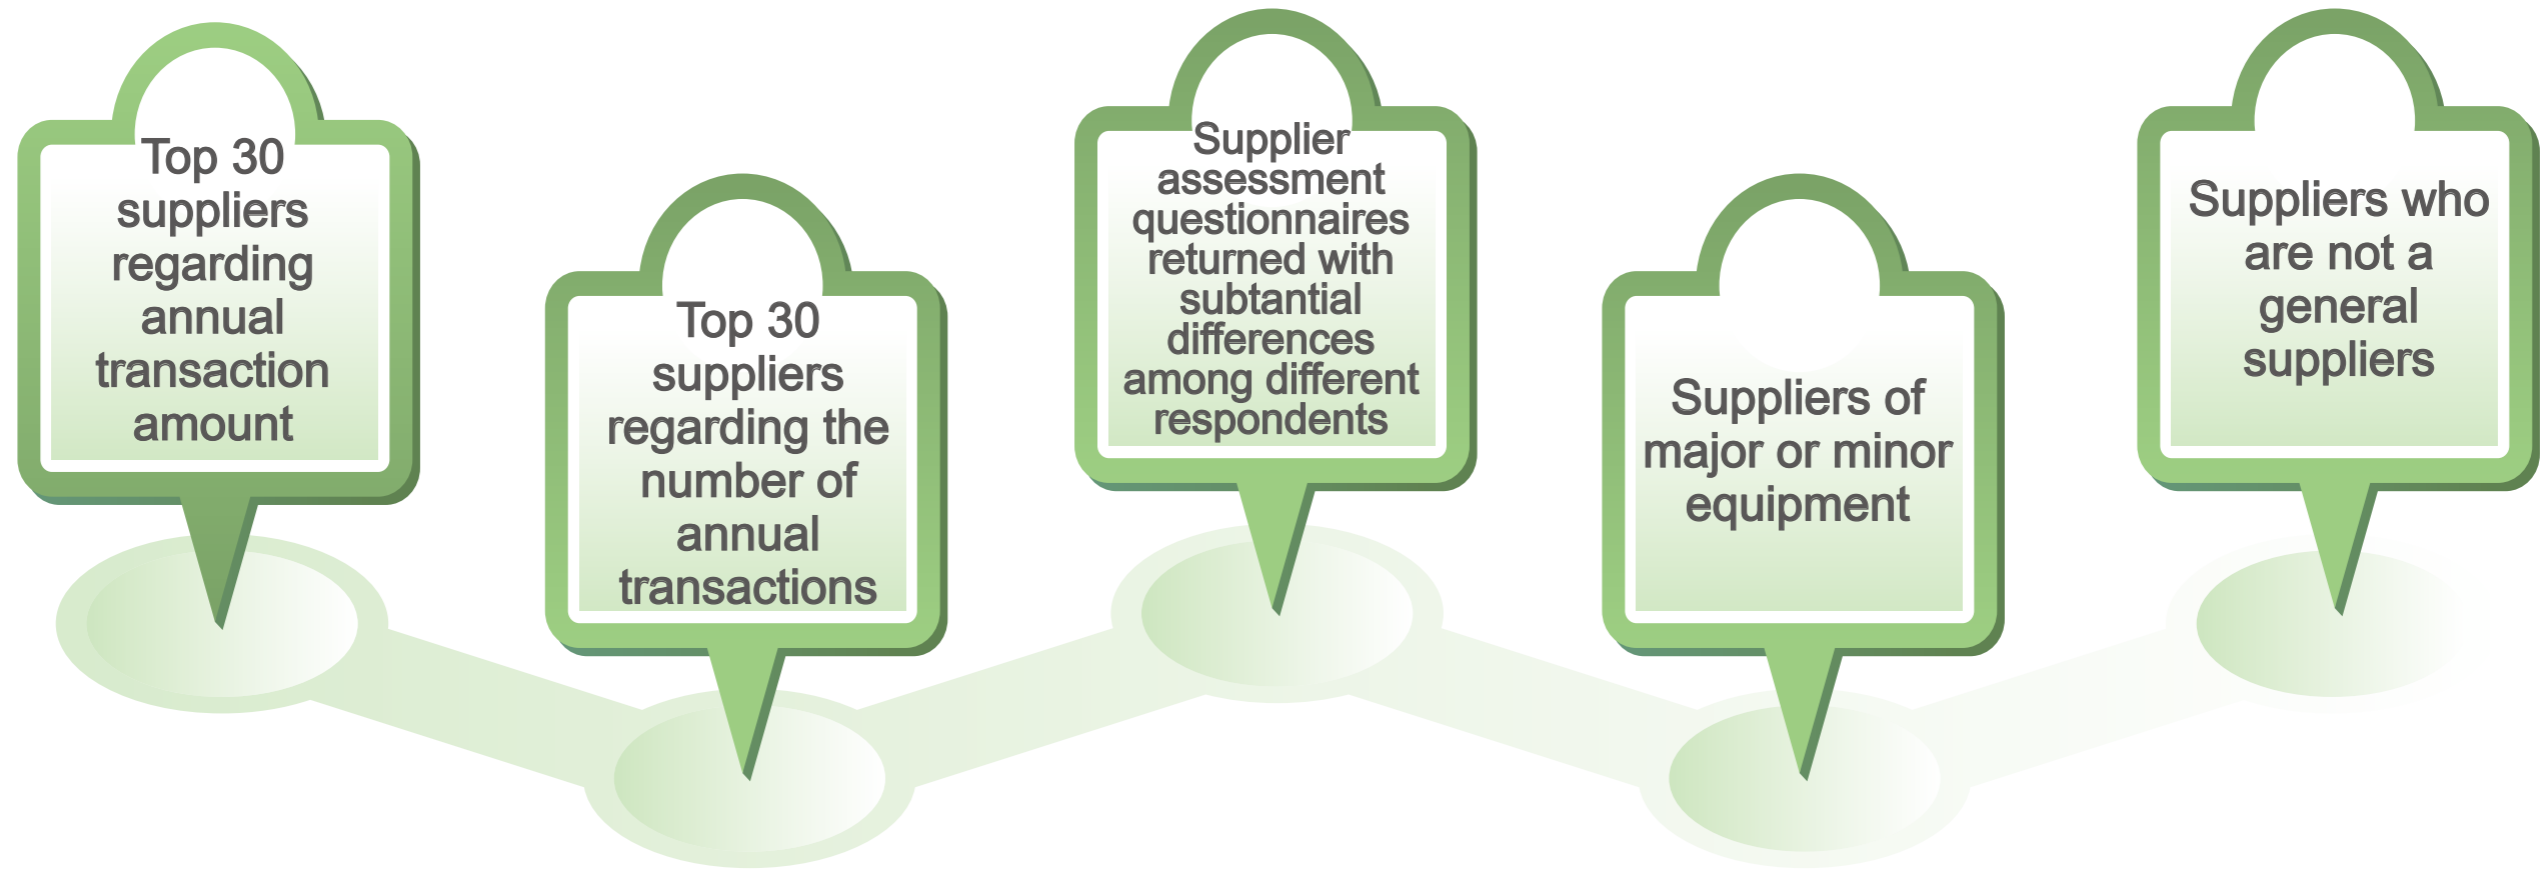 Top 30
suppliers
regarding
annual
transaction
amount
Top 30
suppliers
regarding the
number of
annual
transactions
Supplier
assessment
questionnaires
returned with
subtantial
differences
among different
respondents
Suppliers of
major or minor
equipment
Suppliers who
are not a
general
suppliers